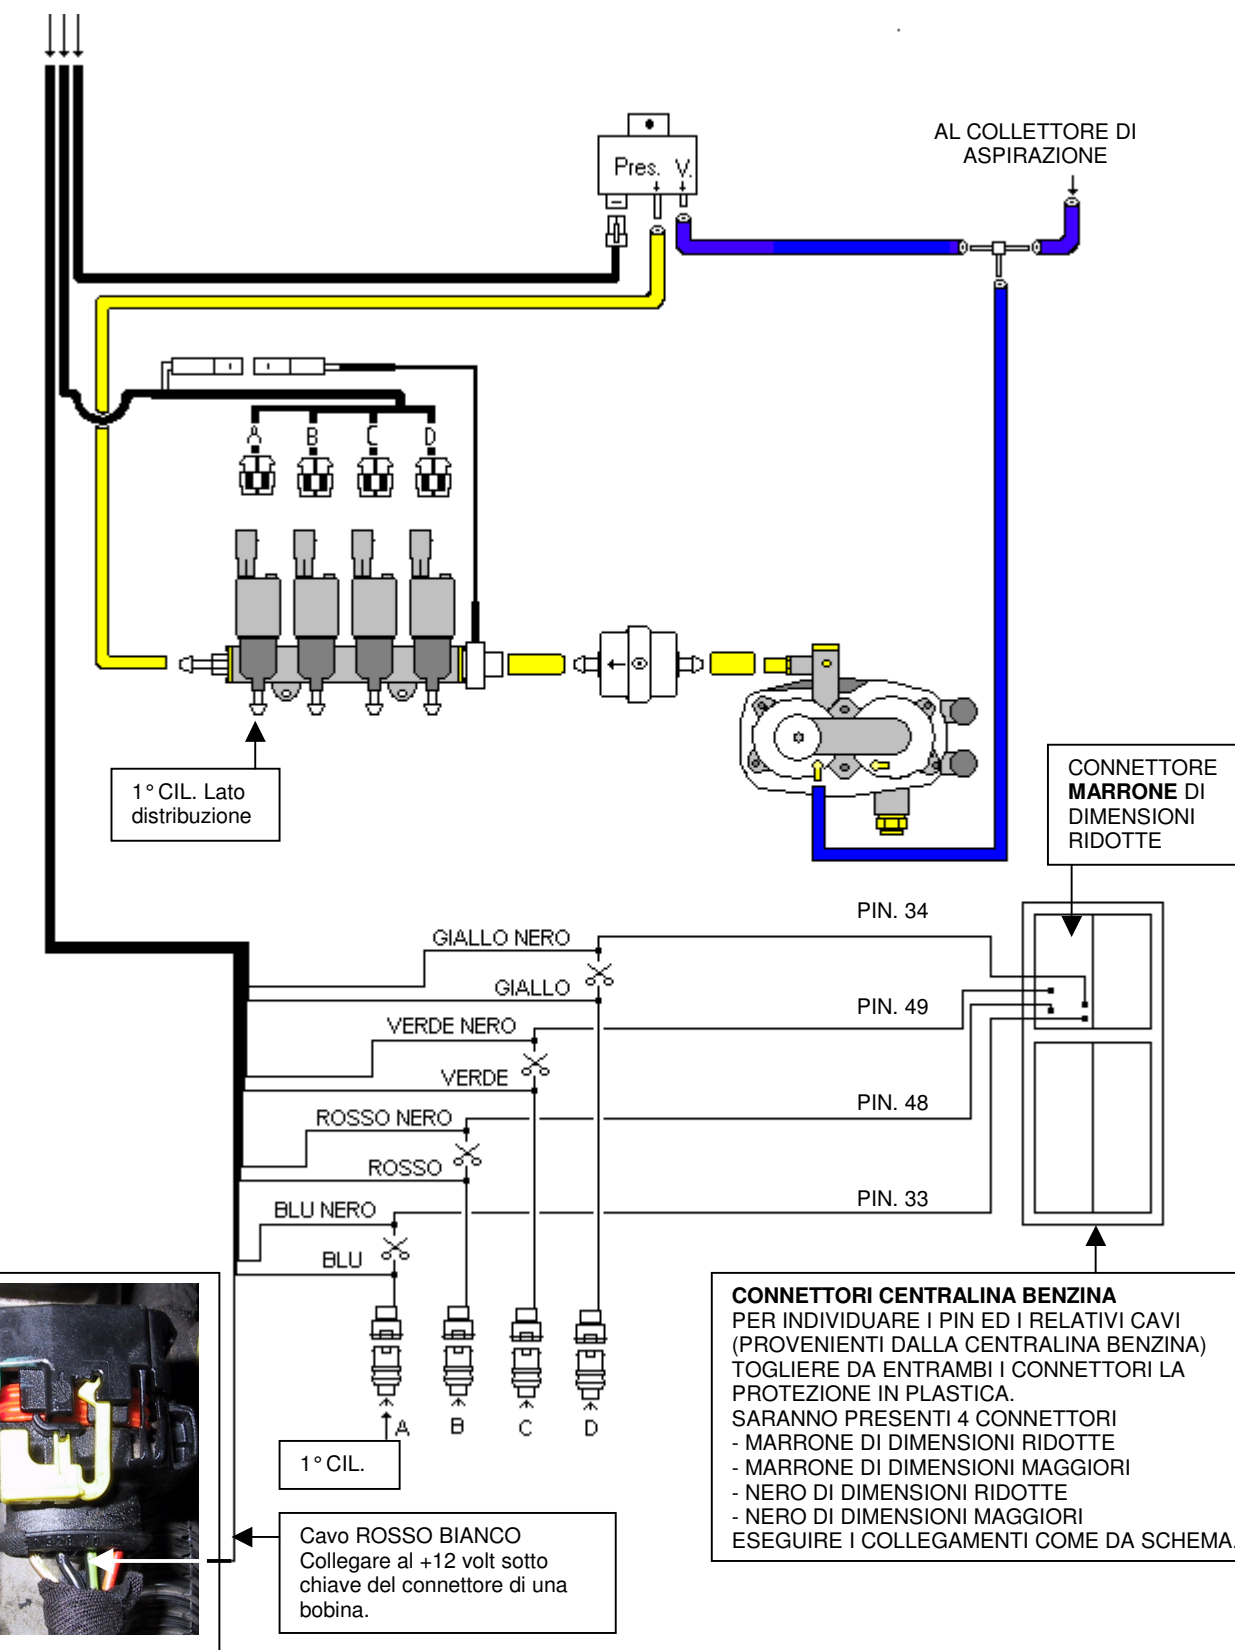 AL COLLETTORE DI
ASPIRAZIONE
Pres. V.
A B C D
1° CIL. Lato
distribuzione
CONNETTORE
MARRONE DI
DIMENSIONI
RIDOTTE
PIN. 34
GIALLO NERO
GIALLO
PIN. 49
VERDE NERO
VERDE
PIN. 48
ROSSO NERO
ROSSO
PIN. 33
BLU NERO
BLU
A B C D
1° CIL.
CONNETTORI CENTRALINA BENZINA
PER INDIVIDUARE I PIN ED I RELATIVI CAVI
(PROVENIENTI DALLA CENTRALINA BENZINA)
TOGLIERE DA ENTRAMBI I CONNETTORI LA
PROTEZIONE IN PLASTICA.
SARANNO PRESENTI 4 CONNETTORI
- MARRONE DI DIMENSIONI RIDOTTE
- MARRONE DI DIMENSIONI MAGGIORI
- NERO DI DIMENSIONI RIDOTTE
- NERO DI DIMENSIONI MAGGIORI
ESEGUIRE I COLLEGAMENTI COME DA SCHEMA.
Cavo ROSSO BIANCO
Collegare al +12 volt sotto
chiave del connettore di una
bobina.